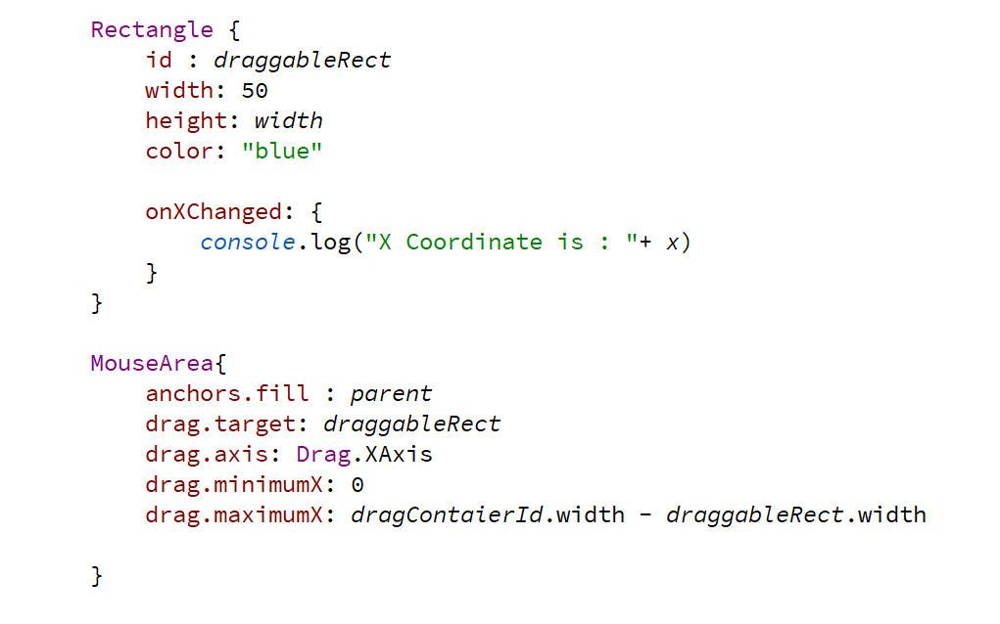 Rectangle {
    id : draggableRect
    width: 50
    height: width
    color: "blue"

    onXChanged: {
        console.log("X Coordinate is : "+ x)
    }
}

MouseArea{
    anchors.fill : parent
    drag.target: draggableRect
    drag.axis: Drag.XAxis
    drag.minimumX: 0
    drag.maximumX: dragContaierId.width - draggableRect.width

}